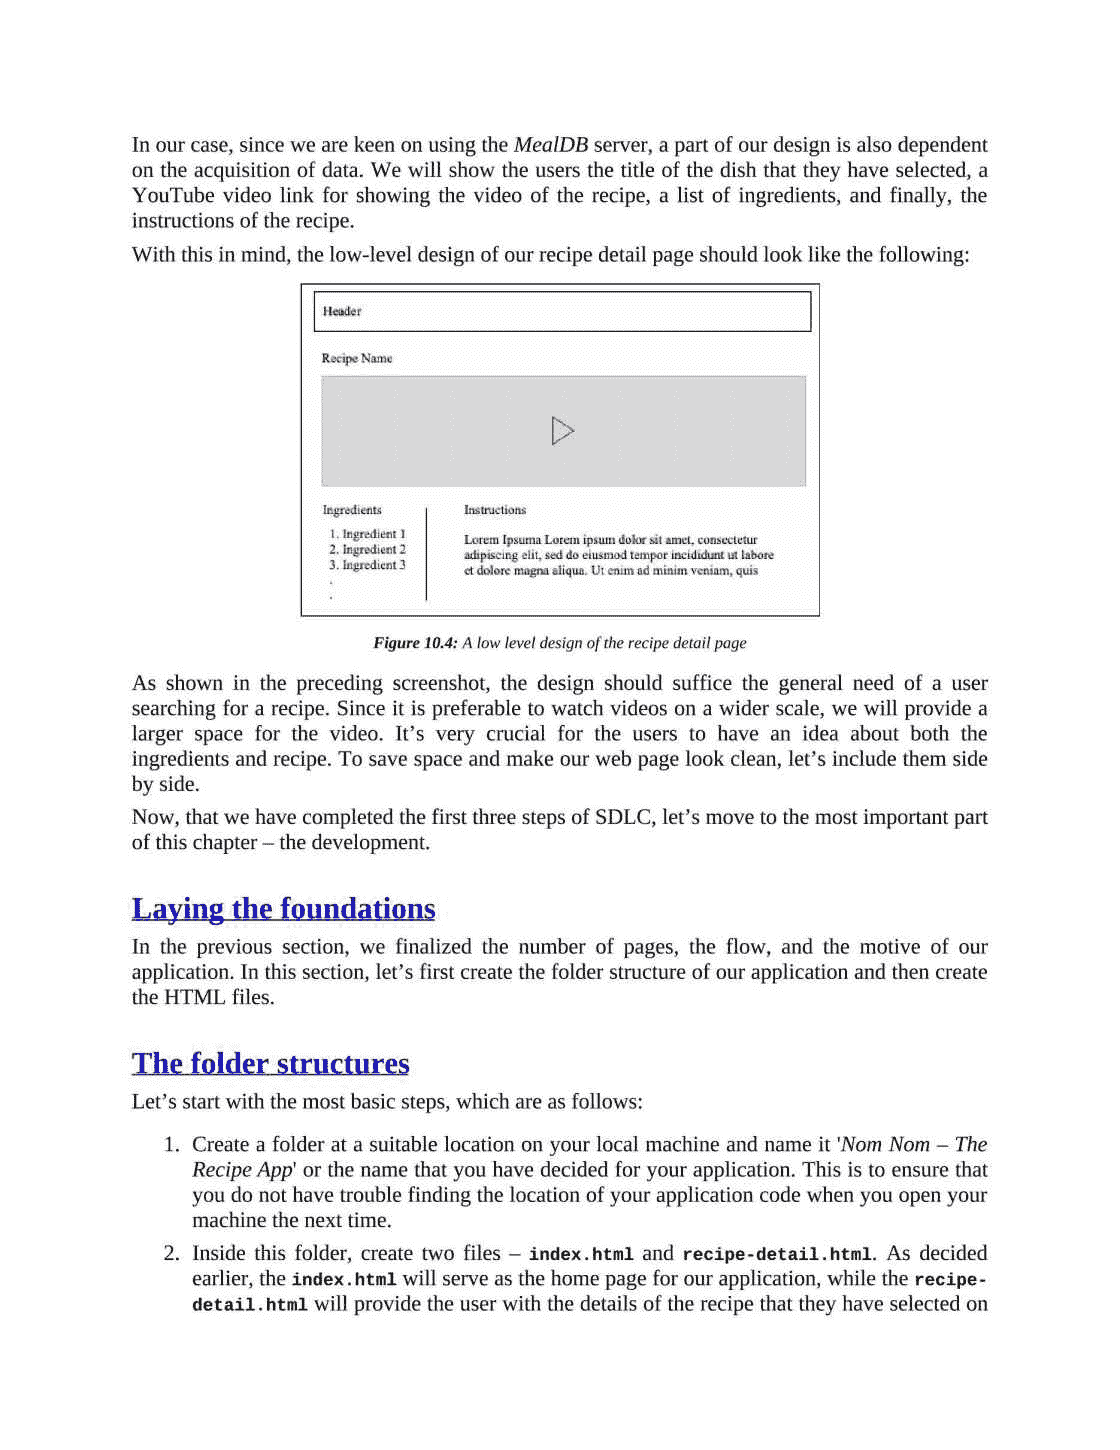 In our case, since we are keen on using the MealDB server, a part of our design is also dependent
on the acquisition of data. We will show the users the title of the dish that they have selected, a
YouTube video link for showing the video of the recipe, a list of ingredients, and finally, the
instructions of the recipe.
With this in mind, the low-level design of our recipe detail page should look like the following:
Header
Recipe Name
Ingredients
1. Ingredient 1
2. Ingredient 2
3. Ingredient 3
.
.
Instructions
Lorem Ipsuma Lorem ipsum dolor sit amet, consectetur
adipiscing elit, sed do eiusmod tempor incididunt ut labore
et dolore magna aliqua. Ut enim ad minim veniam, quis
Figure 10.4: A low level design of the recipe detail page
As shown in the preceding screenshot, the design should suffice the general need of a user
searching for a recipe. Since it is preferable to watch videos on a wider scale, we will provide a
larger space for the video. It’s very crucial for the users to have an idea about both the
ingredients and recipe. To save space and make our web page look clean, let’s include them side
by side.
Now, that we have completed the first three steps of SDLC, let’s move to the most important part
of this chapter – the development.
Laying the foundations
In the previous section, we finalized the number of pages, the flow, and the motive of our
application. In this section, let’s first create the folder structure of our application and then create
the HTML files.
The folder structures
Let’s start with the most basic steps, which are as follows:
1. Create a folder at a suitable location on your local machine and name it 'Nom Nom – The
Recipe App' or the name that you have decided for your application. This is to ensure that
you do not have trouble finding the location of your application code when you open your
machine the next time.
2. Inside this folder, create two files – index.html and recipe-detail.html. As decided
earlier, the index.html will serve as the home page for our application, while the recipe-
detail.html will provide the user with the details of the recipe that they have selected on